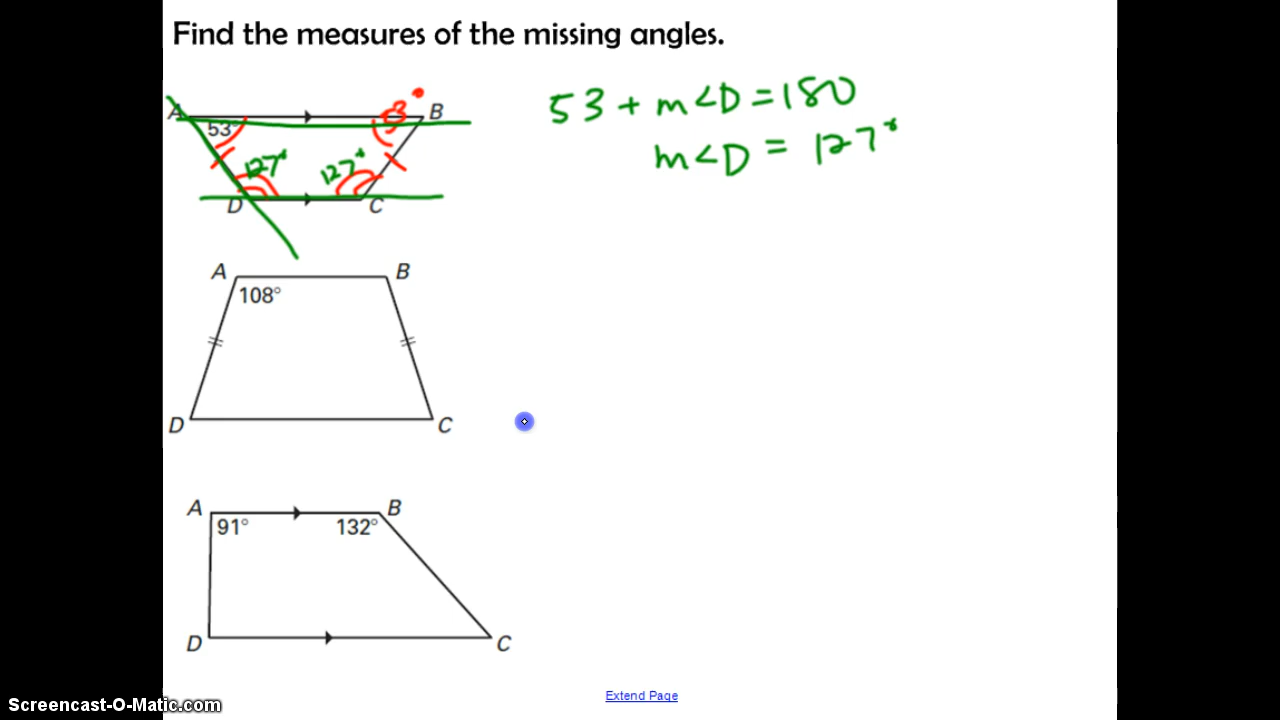 Find the measures of the missing angles.
A 53° 53° B
53 + m∠D = 180
m∠D = 127°
127° 127°
D C
A B
108°
D C
A B
91° 132°
D C
Extend Page
Screencast-O-Matic.com